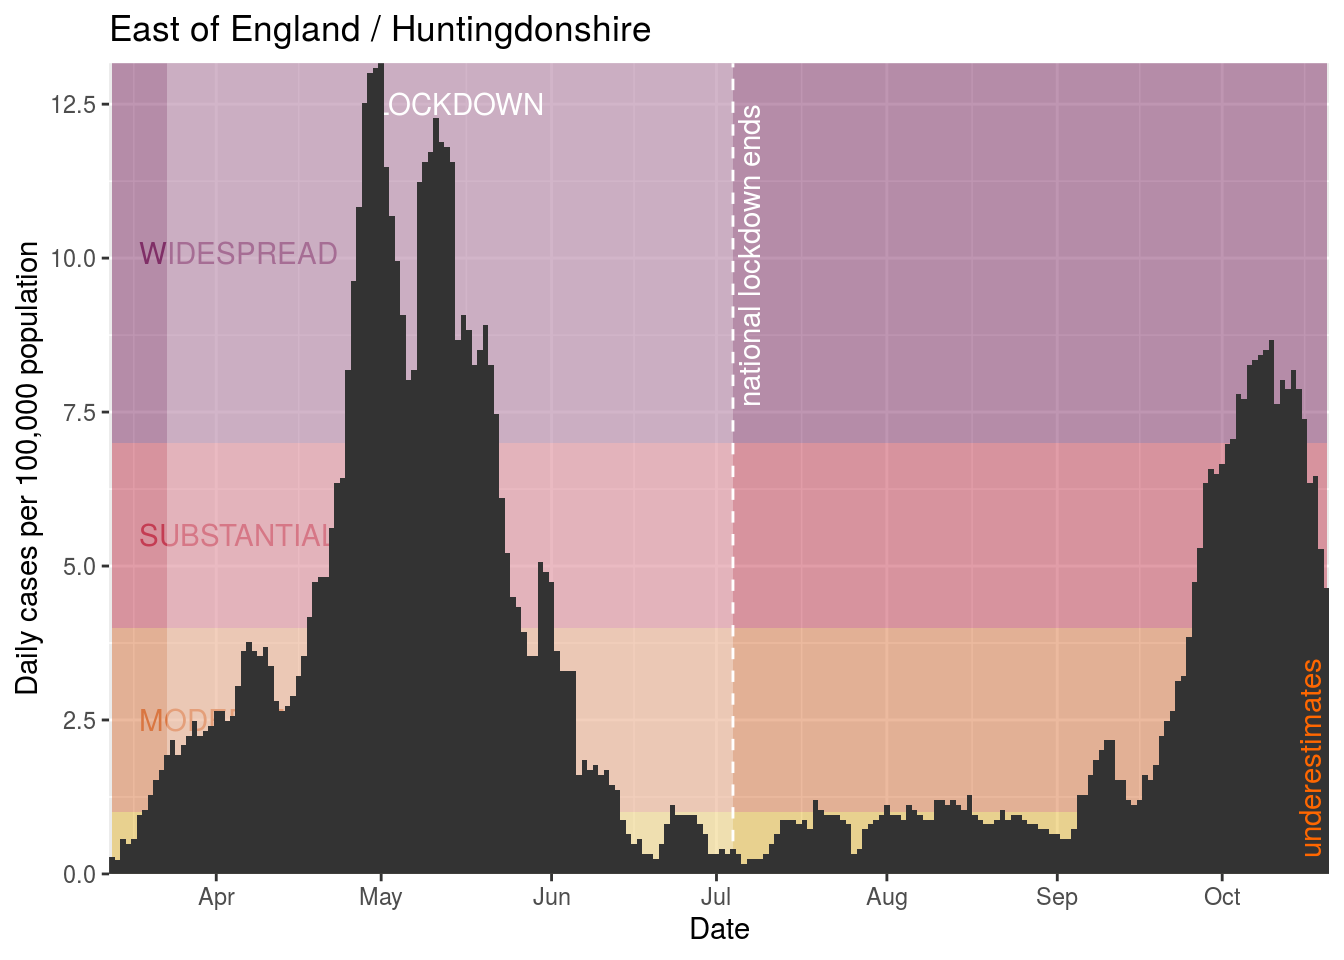 East of England / Huntingdonshire
Daily cases per 100,000 population
12.5
10.0
7.5
5.0
2.5
0.0
LOCKDOWN
WIDESPREAD
SUBSTANTIAL
national lockdown ends
underestimates
Apr
May
Jun
Jul
Aug
Sep
Oct
Date